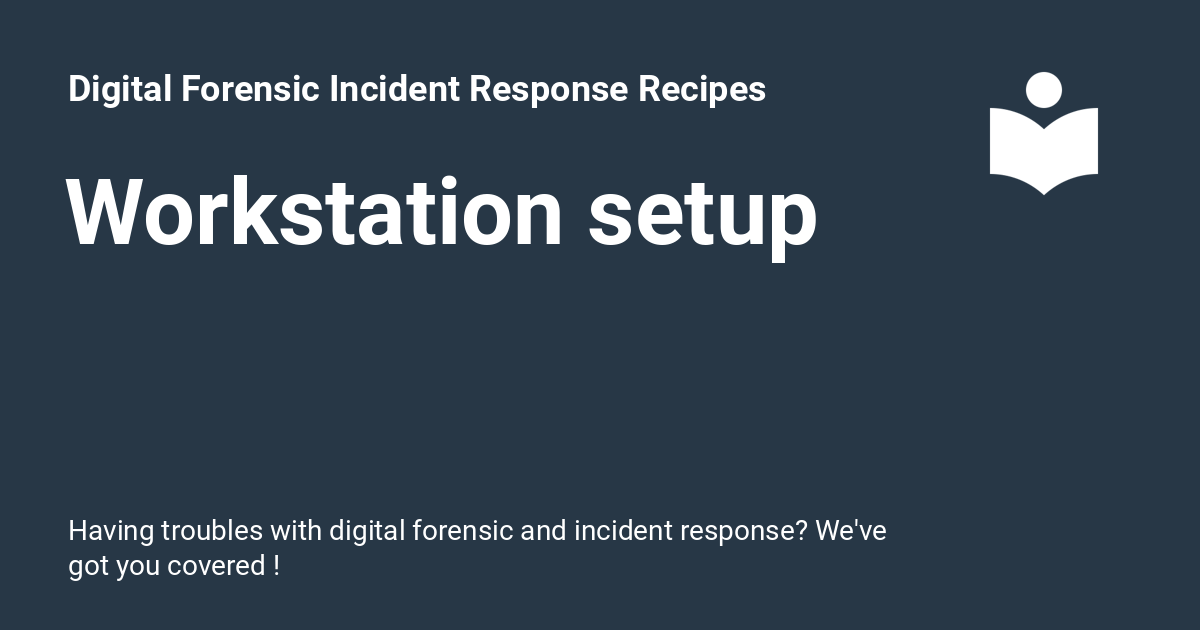 Digital Forensic Incident Response Recipes
Workstation setup
Having troubles with digital forensic and incident response? We've
got you covered !